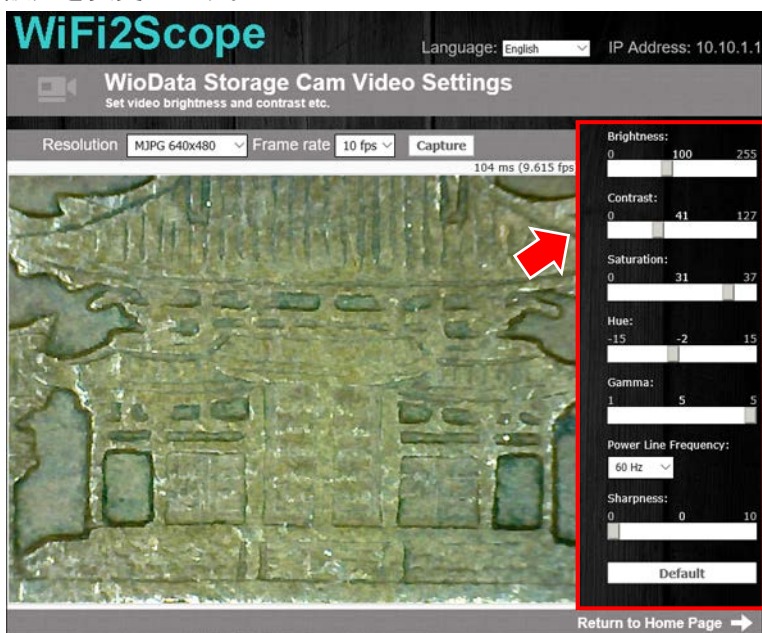 WiFi2Scope
Language: English IP Address: 10.10.1.1
WioData Storage Cam Video Settings
Set video brightness and contrast etc.
Resolution MJPG 640x480 Frame rate 10 fps Capture
104 ms (9.615 fps)
Brightness:
0 100 255
Contrast:
0 41 127
Saturation:
0 31 37
Hue:
-15 -2 15
Gamma:
1 5 5
Power Line Frequency:
60 Hz
Sharpness:
0 0 10
Default
Return to Home Page